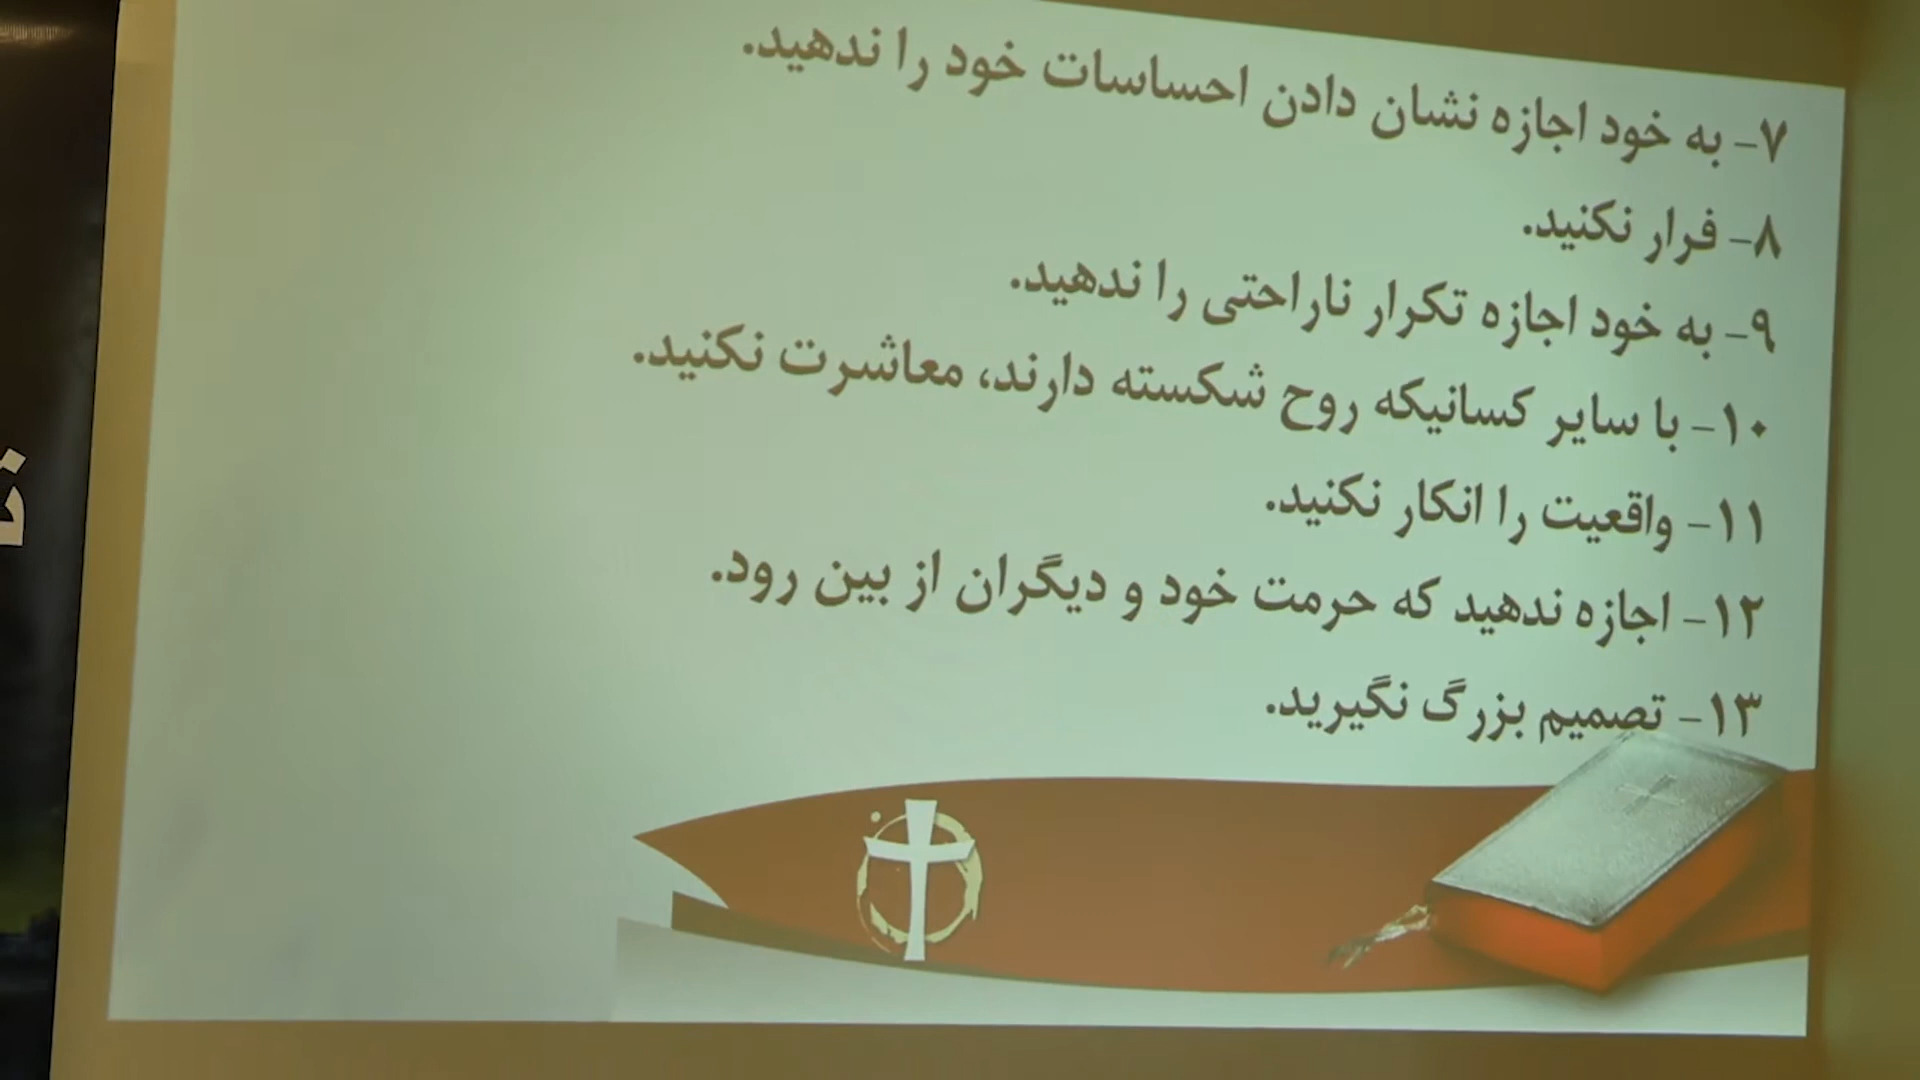 ۷- به خود اجازه نشان دادن احساسات خود را ندهید.
۸- فرار نکنید.
۹- به خود اجازه تکرار ناراحتی را ندهید.
۱۰- با سایر کسانیکه روح شکسته دارند، معاشرت نکنید.
۱۱- واقعیت را انکار نکنید.
۱۲- اجازه ندهید که حرمت خود و دیگران از بین رود.
۱۳- تصمیم بزرگ نگیرید.